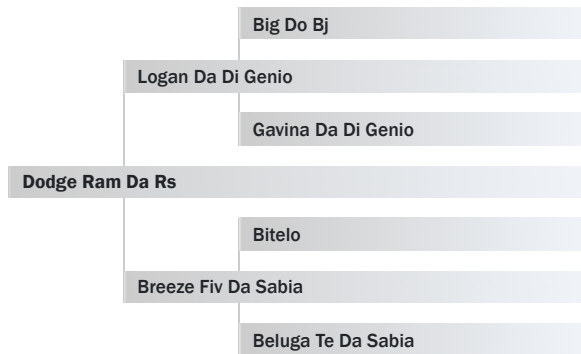 Big Do Bj
Logan Da Di Genio
Gavina Da Di Genio
Dodge Ram Da Rs
Bitelo
Breeze Fiv Da Sabia
Beluga Te Da Sabia